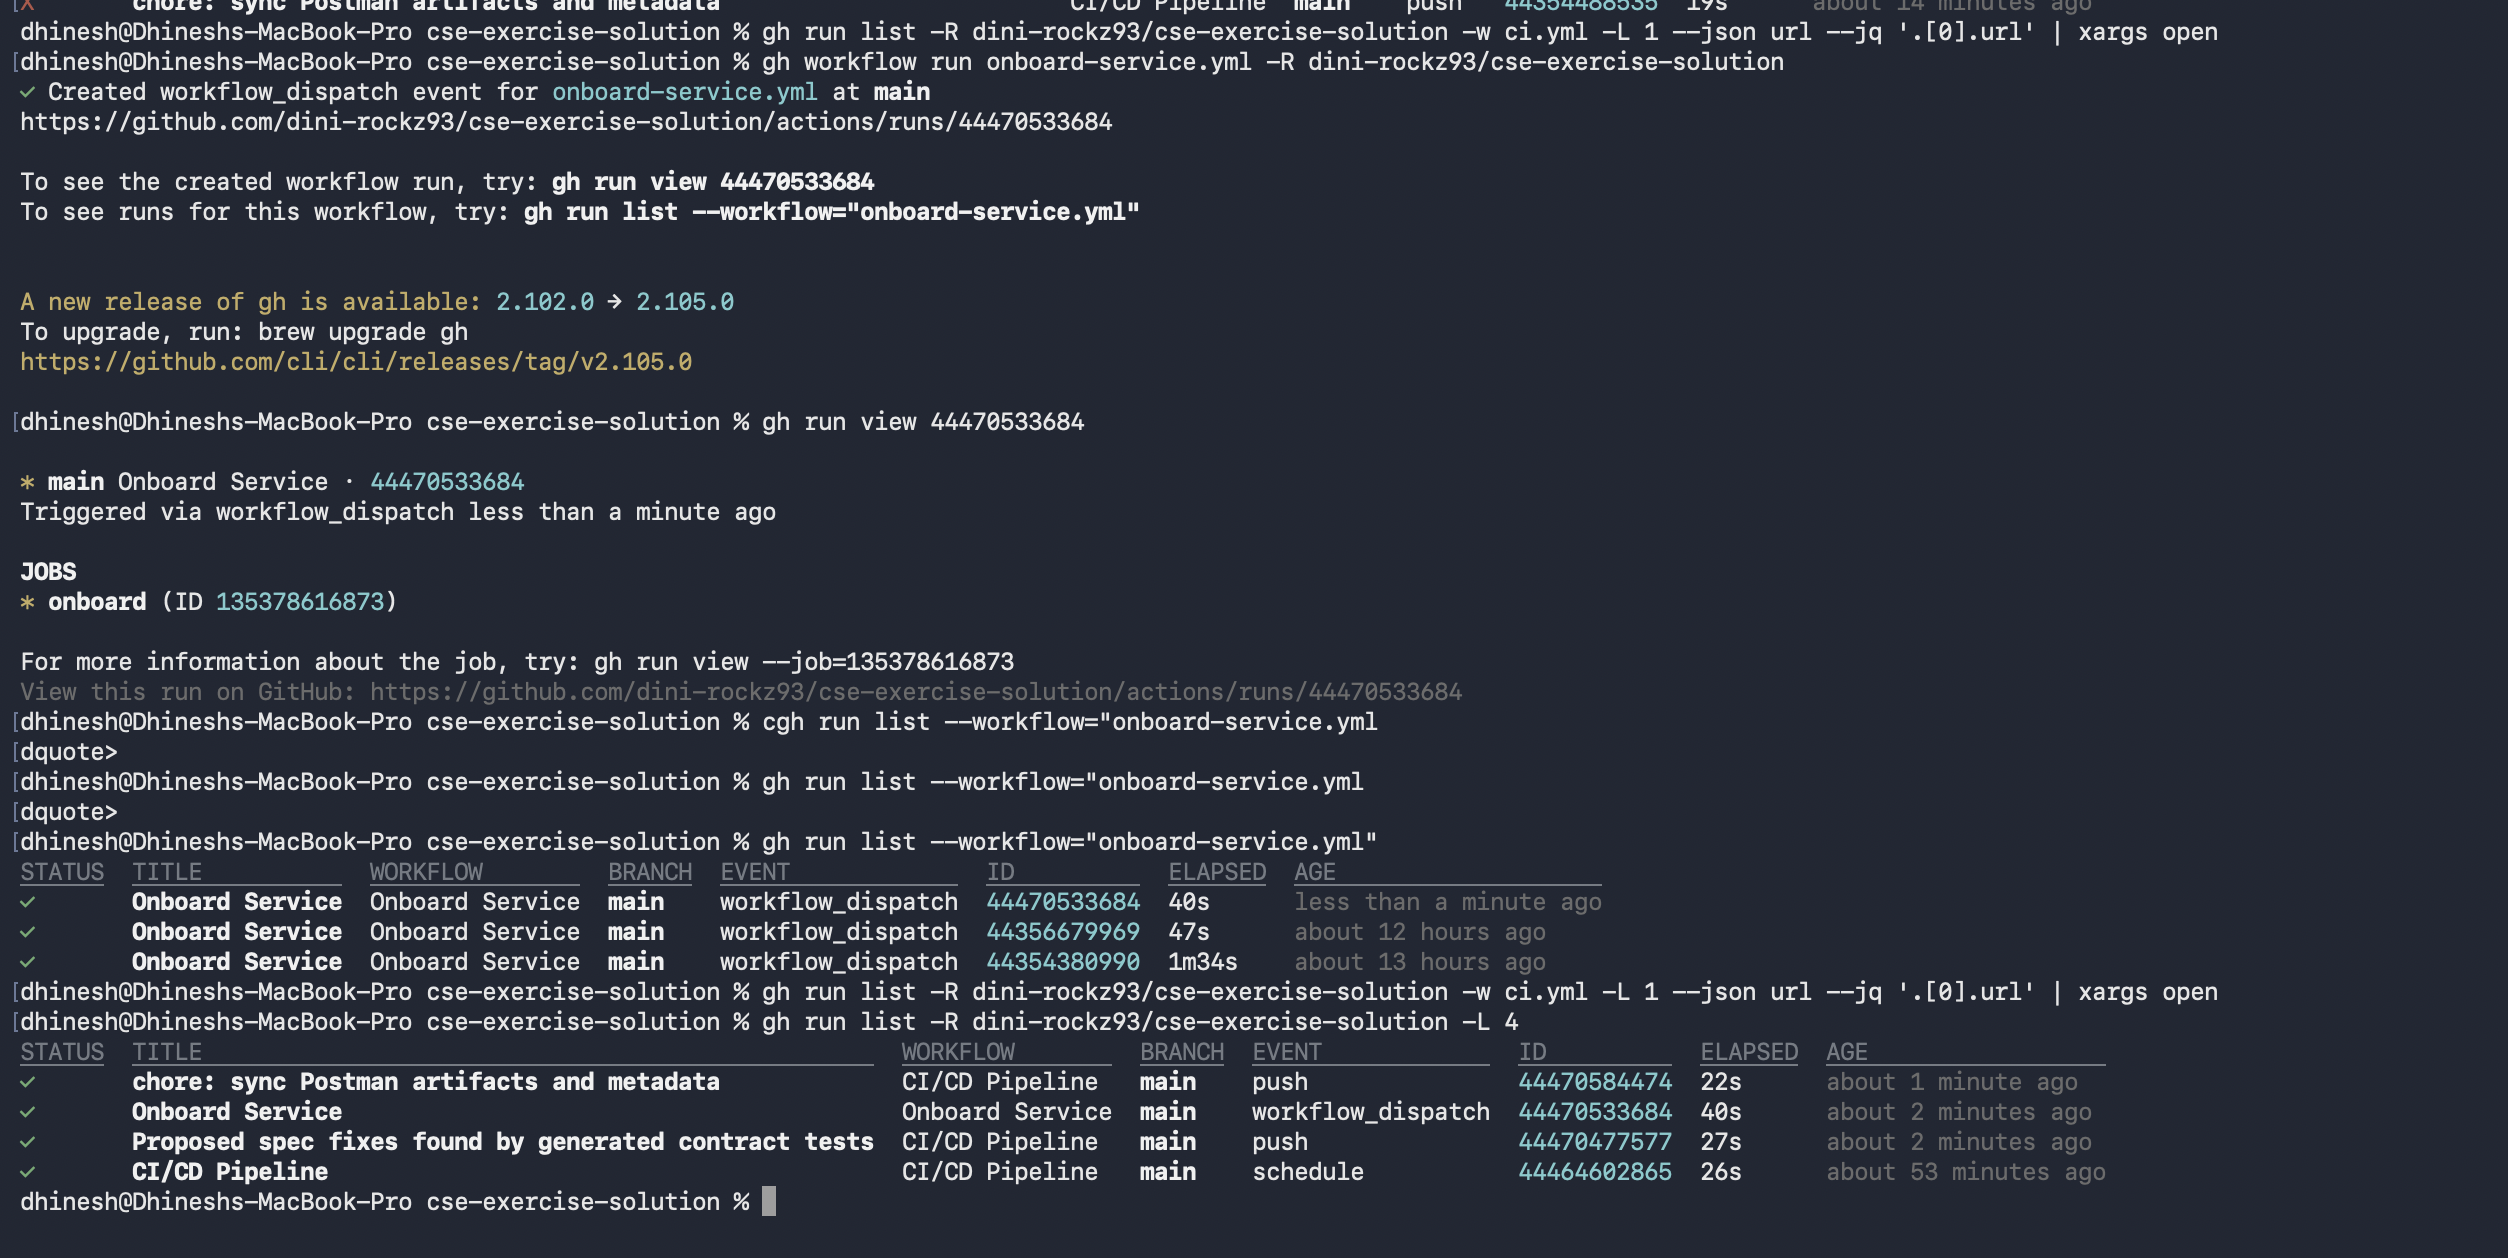 X chore: sync Postman artifacts and metadata CI/CD Pipeline main push 44354488535 19s about 14 minutes ago
dhinesh@Dhineshs-MacBook-Pro cse-exercise-solution % gh run list -R dini-rockz93/cse-exercise-solution -w ci.yml -L 1 --json url --jq '.[0].url' | xargs open
[dhinesh@Dhineshs-MacBook-Pro cse-exercise-solution % gh workflow run onboard-service.yml -R dini-rockz93/cse-exercise-solution
✓ Created workflow_dispatch event for onboard-service.yml at main
https://github.com/dini-rockz93/cse-exercise-solution/actions/runs/44470533684
To see the created workflow run, try: gh run view 44470533684
To see runs for this workflow, try: gh run list --workflow="onboard-service.yml"
A new release of gh is available: 2.102.0 → 2.105.0
To upgrade, run: brew upgrade gh
https://github.com/cli/cli/releases/tag/v2.105.0
[dhinesh@Dhineshs-MacBook-Pro cse-exercise-solution % gh run view 44470533684
* main Onboard Service · 44470533684
Triggered via workflow_dispatch less than a minute ago
JOBS
* onboard (ID 135378616873)
For more information about the job, try: gh run view --job=135378616873
View this run on GitHub: https://github.com/dini-rockz93/cse-exercise-solution/actions/runs/44470533684
[dhinesh@Dhineshs-MacBook-Pro cse-exercise-solution % cgh run list --workflow="onboard-service.yml
[dquote>
[dhinesh@Dhineshs-MacBook-Pro cse-exercise-solution % gh run list --workflow="onboard-service.yml
[dquote>
[dhinesh@Dhineshs-MacBook-Pro cse-exercise-solution % gh run list --workflow="onboard-service.yml"
STATUS TITLE WORKFLOW BRANCH EVENT ID ELAPSED AGE
✓ Onboard Service Onboard Service main workflow_dispatch 44470533684 40s less than a minute ago
✓ Onboard Service Onboard Service main workflow_dispatch 44356679969 47s about 12 hours ago
✓ Onboard Service Onboard Service main workflow_dispatch 44354380990 1m34s about 13 hours ago
[dhinesh@Dhineshs-MacBook-Pro cse-exercise-solution % gh run list -R dini-rockz93/cse-exercise-solution -w ci.yml -L 1 --json url --jq '.[0].url' | xargs open
[dhinesh@Dhineshs-MacBook-Pro cse-exercise-solution % gh run list -R dini-rockz93/cse-exercise-solution -L 4
STATUS TITLE WORKFLOW BRANCH EVENT ID ELAPSED AGE
✓ chore: sync Postman artifacts and metadata CI/CD Pipeline main push 44470584474 22s about 1 minute ago
✓ Onboard Service Onboard Service main workflow_dispatch 44470533684 40s about 2 minutes ago
✓ Proposed spec fixes found by generated contract tests CI/CD Pipeline main push 44470477577 27s about 2 minutes ago
✓ CI/CD Pipeline CI/CD Pipeline main schedule 44464602865 26s about 53 minutes ago
dhinesh@Dhineshs-MacBook-Pro cse-exercise-solution %